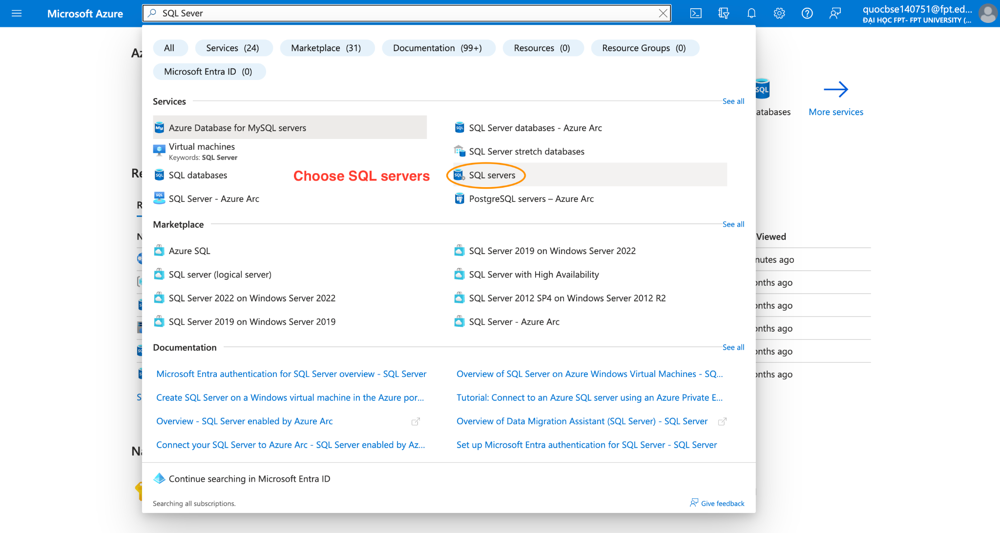 Microsoft Azure
SQL Sever
quocbse140751@fpt.ed...
ĐẠI HỌC FPT- FPT UNIVERSITY (...
All
Services (24)
Marketplace (31)
Documentation (99+)
Resources (0)
Resource Groups (0)
Microsoft Entra ID (0)
Services
See all
Azure Database for MySQL servers
SQL Server databases - Azure Arc
Virtual machines
Keywords: SQL Server
SQL Server stretch databases
SQL databases
Choose SQL servers
SQL servers
SQL Server - Azure Arc
PostgreSQL servers – Azure Arc
SQL
atabases
More services
Marketplace
See all
Azure SQL
SQL Server 2019 on Windows Server 2022
SQL server (logical server)
SQL Server with High Availability
SQL Server 2022 on Windows Server 2022
SQL Server 2012 SP4 on Windows Server 2012 R2
SQL Server 2019 on Windows Server 2019
SQL Server - Azure Arc
Viewed
nutes ago
onths ago
onths ago
onths ago
onths ago
onths ago
Documentation
See all
Microsoft Entra authentication for SQL Server overview - SQL Server
Overview of SQL Server on Azure Windows Virtual Machines - SQ...
Create SQL Server on a Windows virtual machine in the Azure por...
Tutorial: Connect to an Azure SQL server using an Azure Private E...
Overview - SQL Server enabled by Azure Arc
Overview of Data Migration Assistant (SQL Server) - SQL Server
Connect your SQL Server to Azure Arc - SQL Server enabled by Az...
Set up Microsoft Entra authentication for SQL Server - SQL Server
Continue searching in Microsoft Entra ID
Searching all subscriptions.
Give feedback